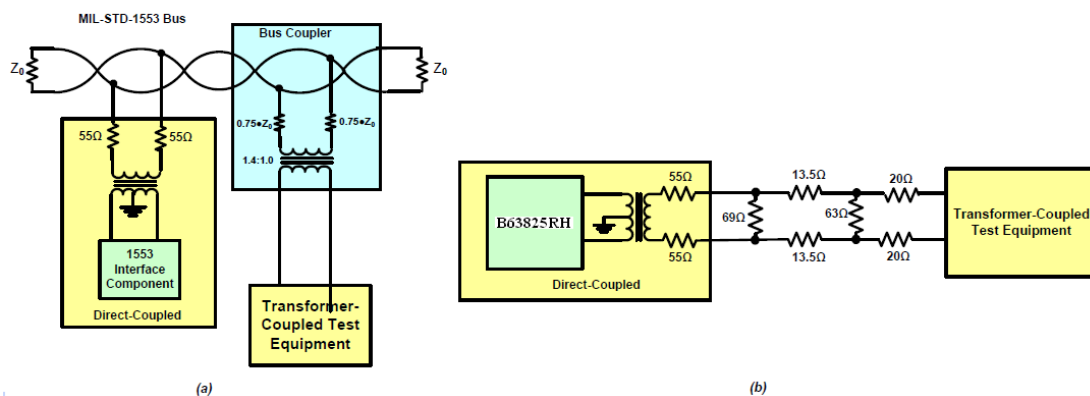 MIL-STD-1553 Bus
Bus Coupler
Z0
Z0
0.75•Z0
0.75•Z0
55Ω
55Ω
1.4:1.0
1553
Interface
Component
Direct-Coupled
Transformer-
Coupled Test
Equipment
(a)
B63825RH
55Ω
55Ω
Direct-Coupled
69Ω
13.5Ω
13.5Ω
63Ω
20Ω
20Ω
Transformer-Coupled
Test Equipment
(b)